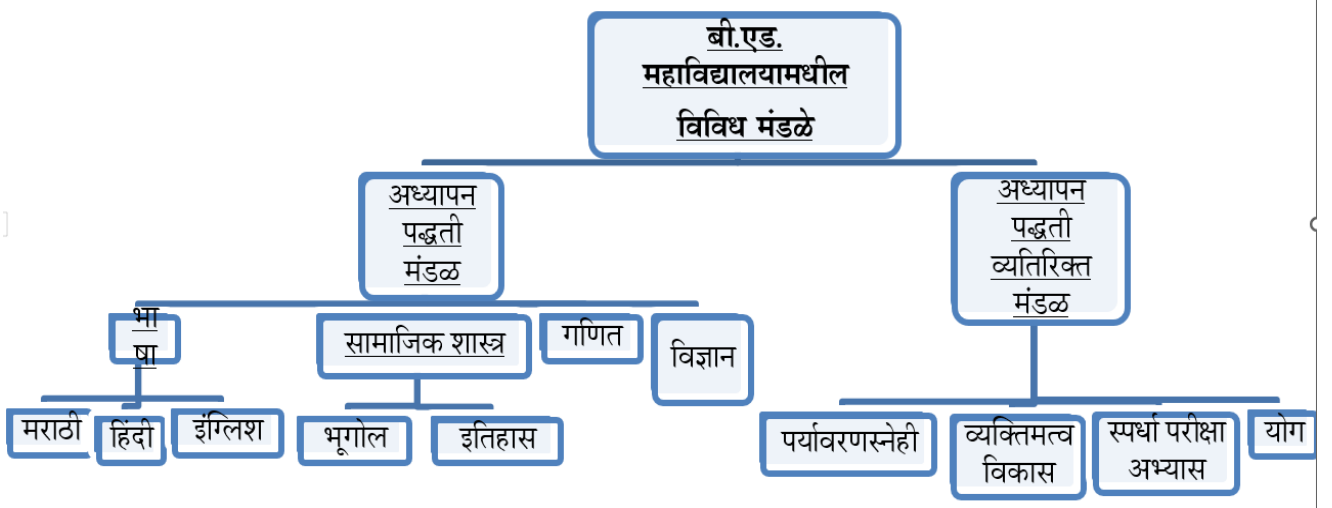 बी.एड.
महाविद्यालयामधील
विविध मंडळे
अध्यापन
पद्धती
मंडळ
अध्यापन
पद्धती
व्यतिरिक्त
मंडळ
भा
षा
सामाजिक शास्त्र
गणित
विज्ञान
मराठी
हिंदी
इंग्लिश
भूगोल
इतिहास
पर्यावरणस्नेही
व्यक्तिमत्व
विकास
स्पर्धा परीक्षा
अभ्यास
योग